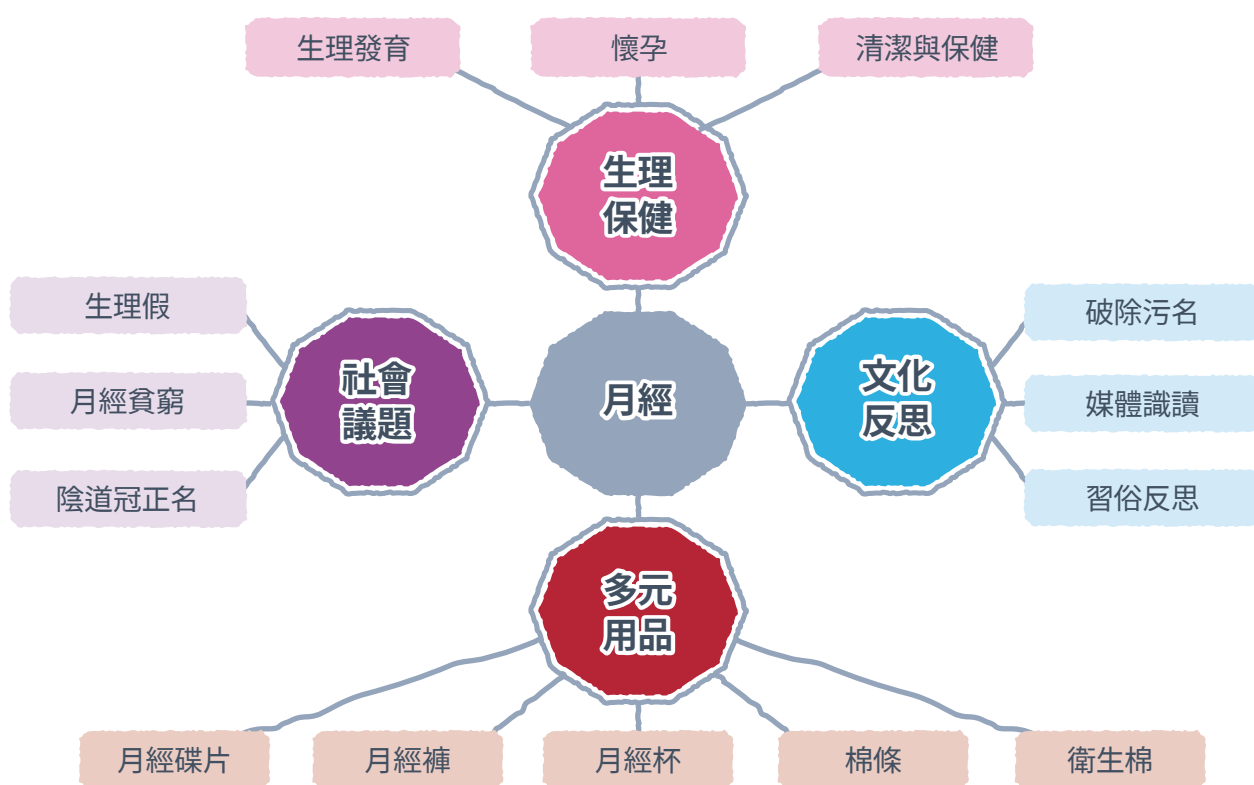 生理發育
懷孕
清潔與保健
生理
保健
生理假
月經貧窮
陰道冠正名
社會
議題
月經
文化
反思
破除污名
媒體識讀
習俗反思
多元
用品
月經碟片
月經褲
月經杯
棉條
衛生棉